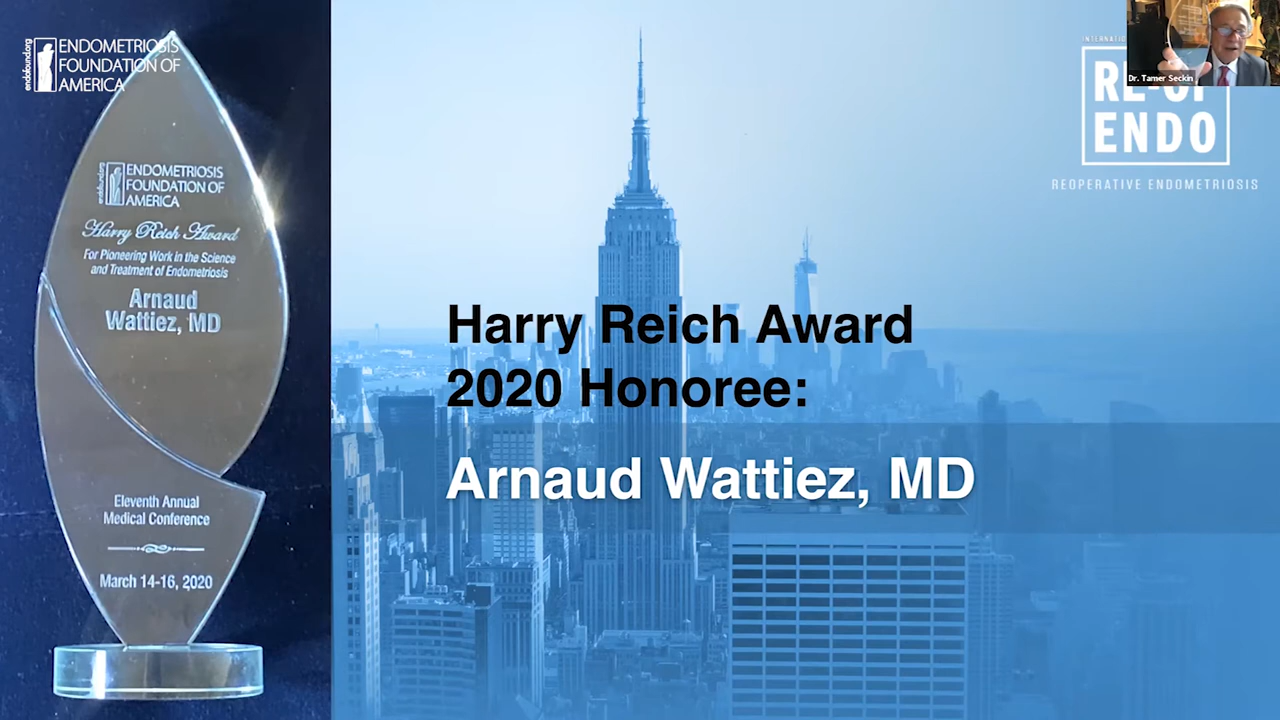 ENDOMETRIOSIS
FOUNDATION OF
AMERICA
endofound.org
ENDOMETRIOSIS
FOUNDATION OF
AMERICA
Harry Reich Award
For Pioneering Work in the Science
and Treatment of Endometriosis
Arnaud
Wattiez, MD
Eleventh Annual
Medical Conference
March 14-16, 2020
Harry Reich Award
2020 Honoree:
Arnaud Wattiez, MD
Dr. Tamer Seckin
ENDO
REOPERATIVE ENDOMETRIOSIS